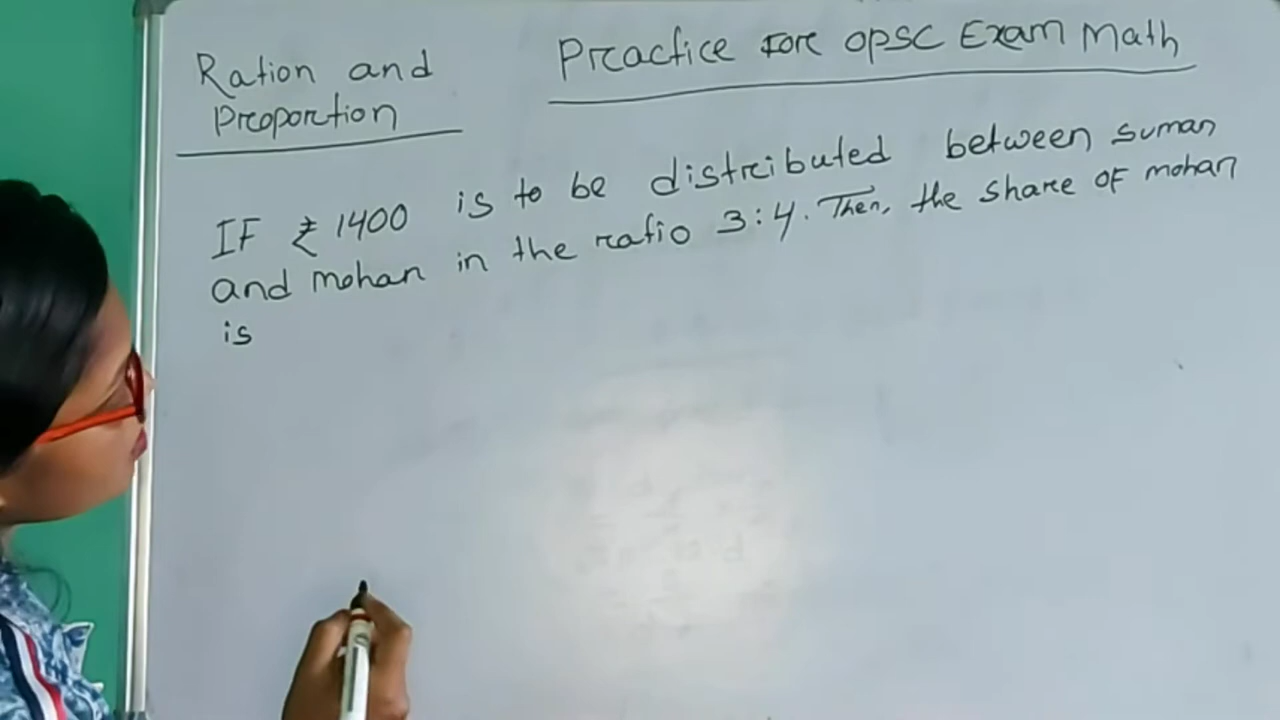 Ration and
Proportion
Practice For OPSC Exam Math
IF ₹ 1400 is to be distributed between suman
and mohan in the ratio 3:4. Then, the share of mohan
is